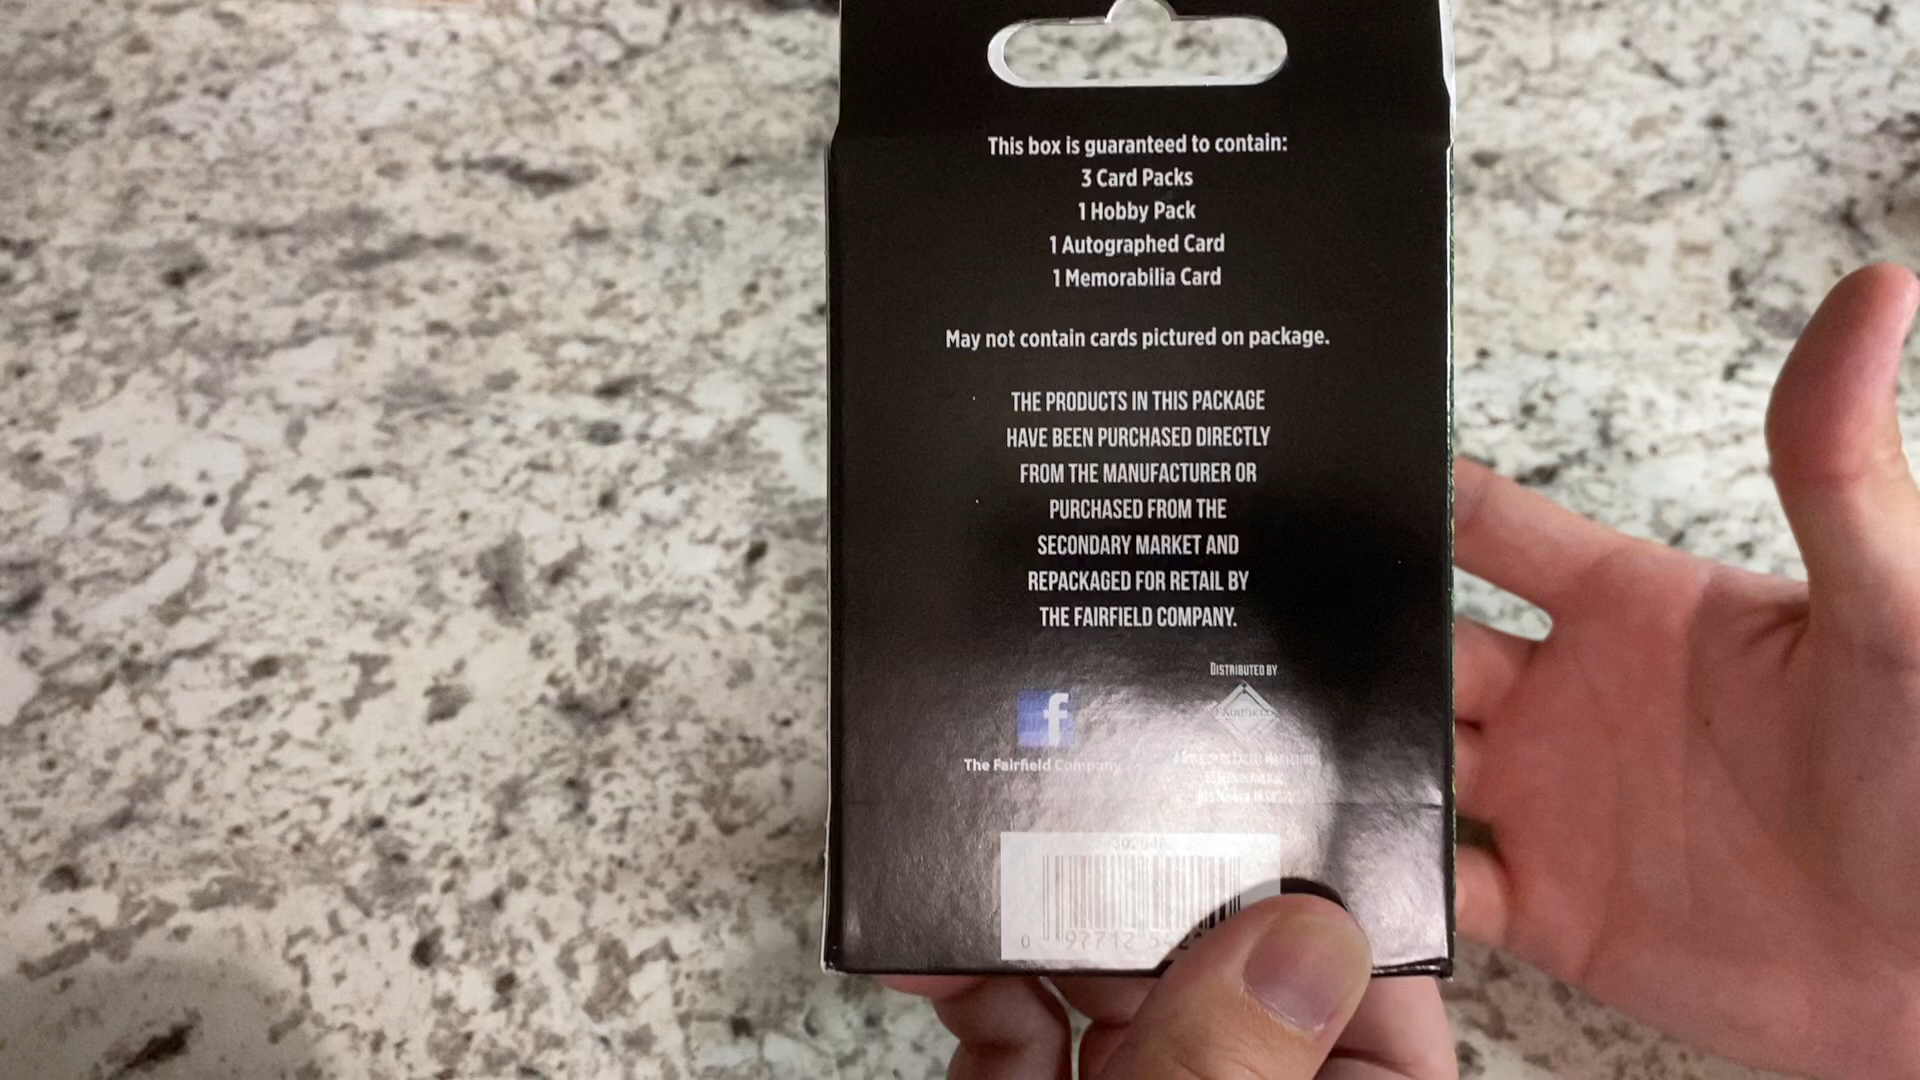 This box is guaranteed to contain:
3 Card Packs
1 Hobby Pack
1 Autographed Card
1 Memorabilia Card
May not contain cards pictured on package.
THE PRODUCTS IN THIS PACKAGE
HAVE BEEN PURCHASED DIRECTLY
FROM THE MANUFACTURER OR
PURCHASED FROM THE
SECONDARY MARKET AND
REPACKAGED FOR RETAIL BY
THE FAIRFIELD COMPANY.
DISTRIBUTED BY
FAIRFIELD
f
The Fairfield Company
0 97712